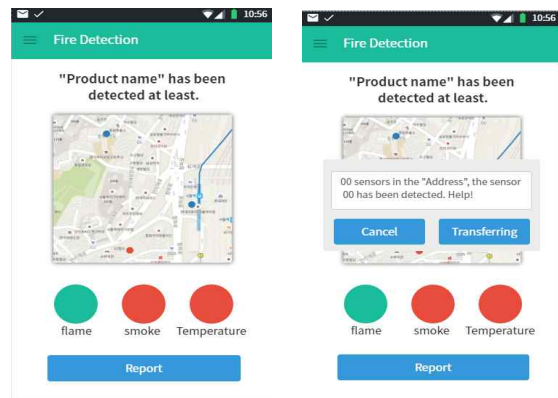 10:56
Fire Detection
"Product name" has been
detected at least.
flame smoke Temperature
Report
10:56
Fire Detection
"Product name" has been
detected at least.
00 sensors in the "Address", the sensor
00 has been detected. Help!
Cancel Transferring
flame smoke Temperature
Report